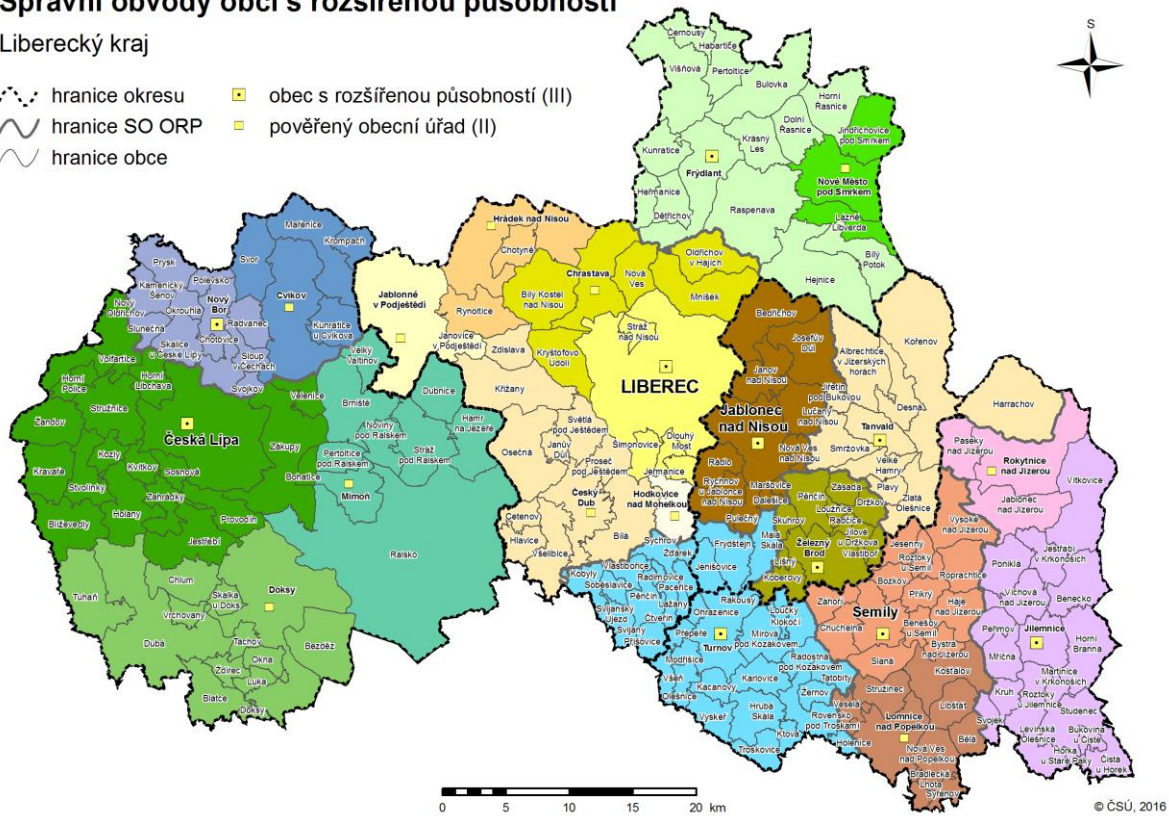 Správní obvody obcí s rozšířenou působností
Liberecký kraj
hranice okresu
obec s rozšířenou působností (III)
hranice SO ORP
pověřený obecní úřad (II)
hranice obce
S
Černousy
Habartice
Višňová
Pertoltice
Bulovka
Horní
Řasnice
Dolní
Řasnice
Jindřichovice
pod Smrkem
Krásný
Les
Kunratice
Frýdlant
Nové Město
pod Smrkem
Heřmanice
Dětřichov
Raspenava
Lázně
Libverda
Bílý
Potok
Hejnice
Hrádek nad Nisou
Chotyně
Oldřichov
v Hájích
Mníšek
Chrastava
Nová
Ves
Bílý Kostel
nad Nisou
Rynoltice
Stráž
nad Nisou
Kryštofovo
Údolí
LIBEREC
Mařenice
Krompach
Svor
Cvikov
Kunratice
u Cvikova
Prysk
Polevsko
Kamenický
Šenov
Nový
Bor
Nový
Oldřichov
Okrouhla
Radvanec
Slunečná
Chotovice
Skalice
u České Lípy
Sloup
v Čechách
Svojkov
Jablonné
v Podještědí
Janovice
v Podještědí
Zdislava
Křižany
Velký
Valtinov
Dubnice
Brniště
Hamr
na Jezeře
Noviny
pod Ralskem
Pertoltice
pod Ralskem
Stráž
pod Ralskem
Mimoň
Ralsko
Volfartice
Horní
Police
Horní
Libchava
Velenice
Stružnice
Žandov
Česká Lípa
Kozly
Zákupy
Kravaře
Kvítkov
Sosnová
Bohatice
Stvolínky
Zahrádky
Holany
Blíževedly
Provodín
Jestřebí
Tuhaň
Chlum
Doksy
Skalka
u Doks
Vrchovany
Dubá
Tachov
Bezděz
Okna
Ždírec
Luka
Blatce
Doksy
Světlá
pod Ještědem
Osečná
Janův
Důl
Šimonovice
Dlouhý
Most
Proseč
pod Ještědem
Jeřmanice
Český
Dub
Hodkovice
nad Mohelkou
Cetenov
Hlavice
Bílá
Všelibice
Sychrov
Bedřichov
Josefův
Důl
Janov
nad Nisou
Jablonec
nad Nisou
Lučany
nad Nisou
Nová Ves
nad Nisou
Rádlo
Rychnov
u Jablonce
nad Nisou
Maršovice
Dalešice
Pulečný
Kořenov
Albrechtice
v Jizerských
horách
Jiřetín
pod Bukovou
Desná
Tanvald
Smržovka
Velké
Hamry
Plavy
Zlatá
Olešnice
Harrachov
Paseky
nad Jizerou
Rokytnice
nad Jizerou
Vítkovice
Jablonec
nad Jizerou
Zásada
Pěnčín
Držkov
Loužnice
Skuhrov
Radčice
Jílové
u Držkova
Železný
Brod
Vlastiboř
Líšný
Koberovy
Malá
Skála
Frýdštejn
Jenišovice
Žďárek
Kobyly
Vlastibořice
Radimovice
Paceřice
Soběslavice
Pěnčín
Lažany
Svijanský
Újezd
Čtveřín
Svijany
Příšovice
Rakousy
Ohrazenice
Loučky
Klokočí
Přepeře
Turnov
Mírová
pod Kozákovem
Modřišice
Radostná
pod Kozákovem
Všeň
Karlovice
Tatobity
Olešnice
Kacanovy
Žernov
Vyskeř
Hrubá
Skála
Rovensko
pod Troskami
Veselá
Ktová
Troskovice
Holenice
Vysoké
nad Jizerou
Jesenný
Roztoky
u Semil
Bozkov
Roprachtice
Příkrý
Záhoří
Semily
Háje
nad Jizerou
Chuchelna
Benešov
u Semil
Bystrá
nad Jizerou
Slaná
Košťálov
Stružinec
Libštát
Lomnice
nad Popelkou
Bělá
Nová Ves
nad Popelkou
Bradlecká
Lhota
Syřenov
Jestřabí
v Krkonoších
Poniklá
Víchová
nad Jizerou
Benecko
Peřimov
Jilemnice
Horní
Branná
Mříčná
Martinice
v Krkonoších
Kruh
Roztoky
u Jilemnice
Studenec
Svojek
Levínská
Olešnice
Bukovina
u Čisté
Horka
u Staré Paky
Čistá
u Horek
0 5 10 15 20 km
© ČSÚ, 2016